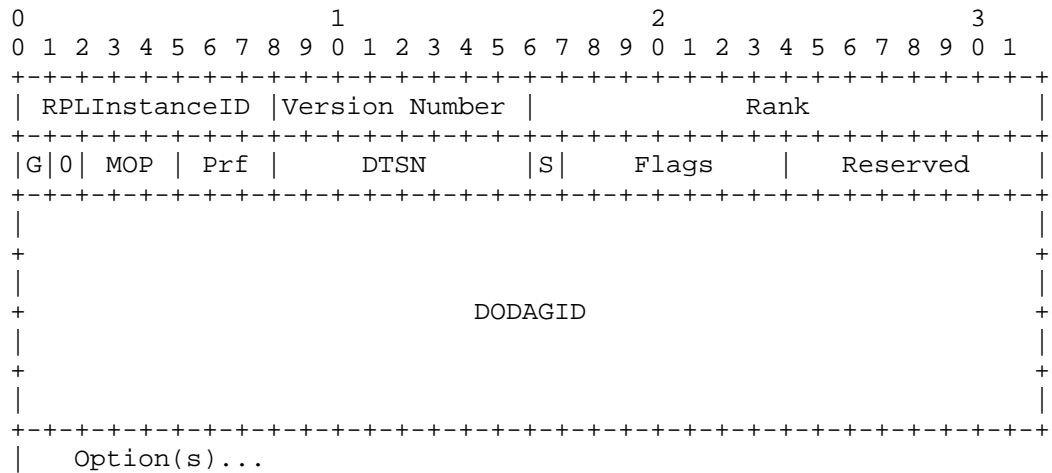 0                   1                   2                   3
0 1 2 3 4 5 6 7 8 9 0 1 2 3 4 5 6 7 8 9 0 1 2 3 4 5 6 7 8 9 0 1
+-+-+-+-+-+-+-+-+-+-+-+-+-+-+-+-+-+-+-+-+-+-+-+-+-+-+-+-+-+-+-+-+
| RPLInstanceID |Version Number |             Rank              |
+-+-+-+-+-+-+-+-+-+-+-+-+-+-+-+-+-+-+-+-+-+-+-+-+-+-+-+-+-+-+-+-+
|G|0| MOP | Prf |     DTSN      |S|    Flags    |   Reserved    |
+-+-+-+-+-+-+-+-+-+-+-+-+-+-+-+-+-+-+-+-+-+-+-+-+-+-+-+-+-+-+-+-+
|                                                               |
+                                                               +
|                                                               |
+                            DODAGID                            +
|                                                               |
+                                                               +
|                                                               |
+-+-+-+-+-+-+-+-+-+-+-+-+-+-+-+-+-+-+-+-+-+-+-+-+-+-+-+-+-+-+-+-+
|   Option(s)...